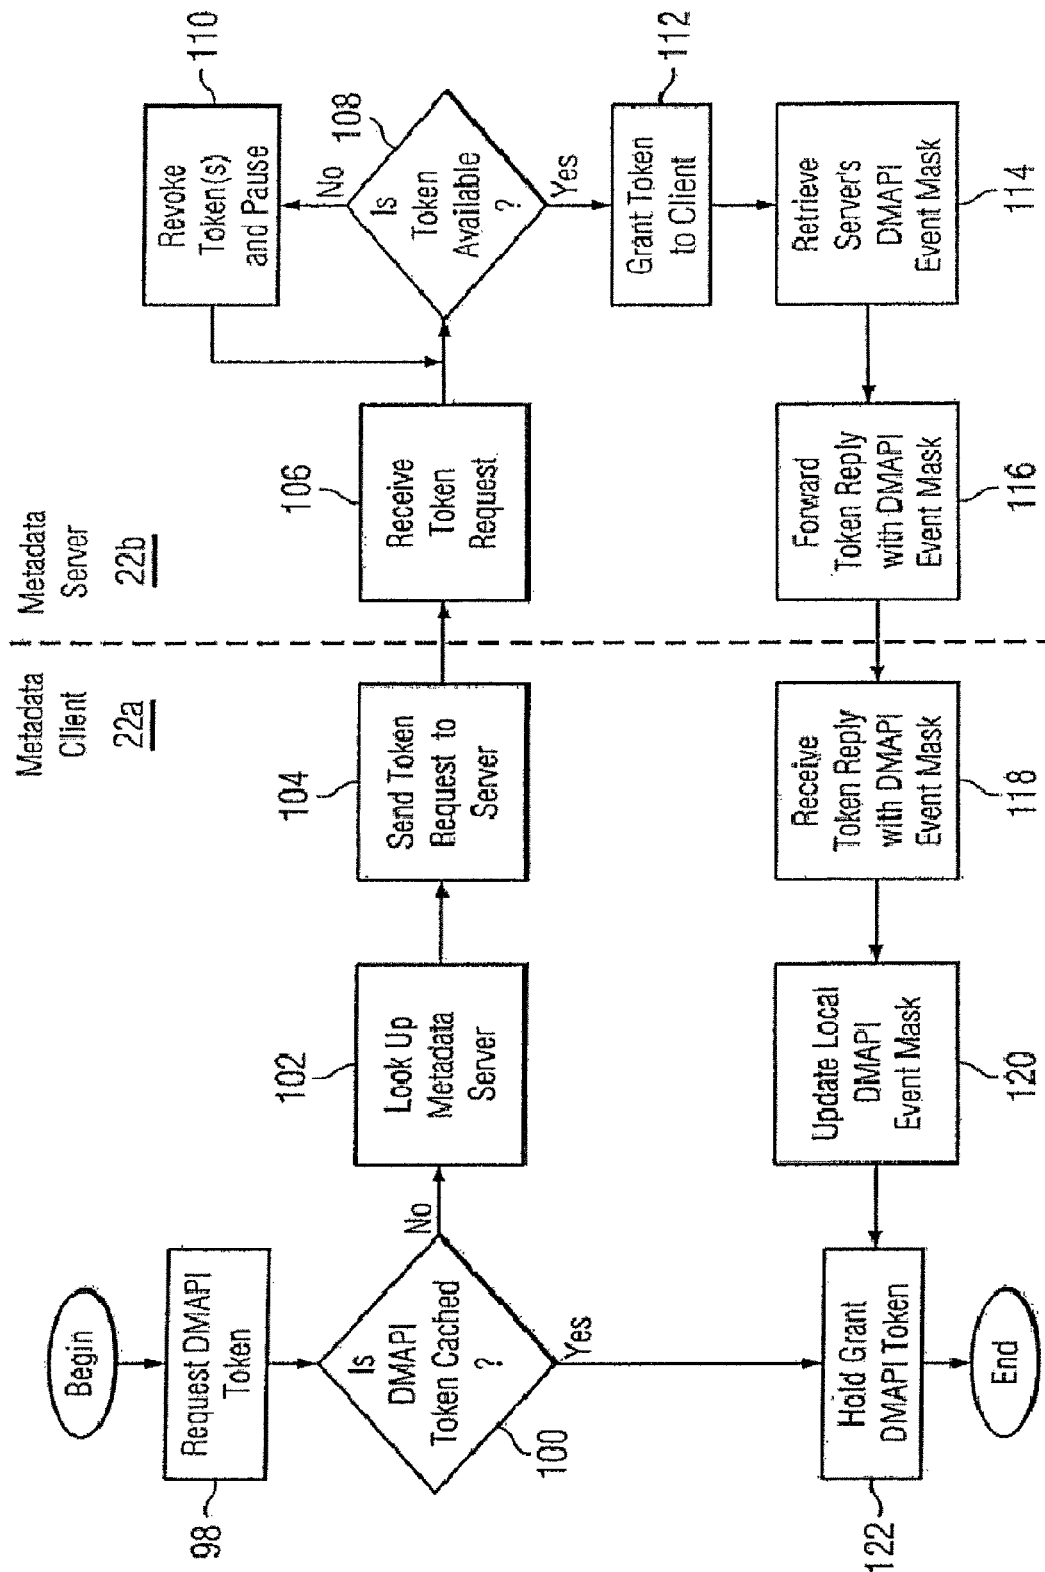 Metadata
Client
22a
Metadata
Server
22b
Begin
98
Request DMAPI
Token
Is
DMAPI
Token Cached
?
100
No
Yes
102
Look Up
Metadata
Server
104
Send Token
Request to
Server
106
Receive
Token
Request
108
Is
Token
Available
?
No
Yes
110
Revoke
Token(s)
and Pause
112
Grant Token
to Client
Retrieve
Server's
DMAPI
Event Mask
114
Forward
Token Reply
with DMAPI
Event Mask
116
Receive
Token Reply
with DMAPI
Event Mask
118
Update Local
DMAPI
Event Mask
120
Hold Grant
DMAPI Token
122
End